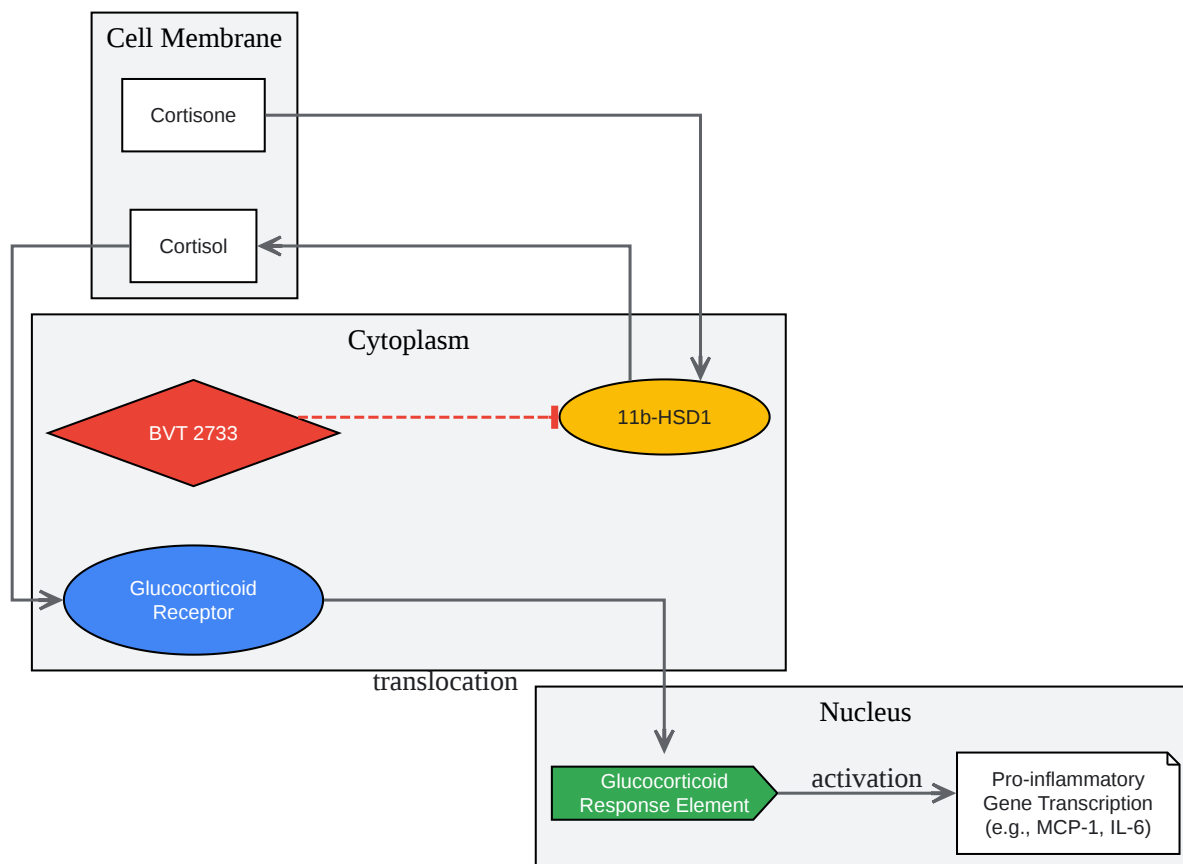 Cell Membrane
Cortisone
Cortisol
Cytoplasm
BVT 2733
11b-HSD1
Glucocorticoid
Receptor
translocation
Nucleus
Glucocorticoid
Response Element
activation
Pro-inflammatory
Gene Transcription
(e.g., MCP-1, IL-6)